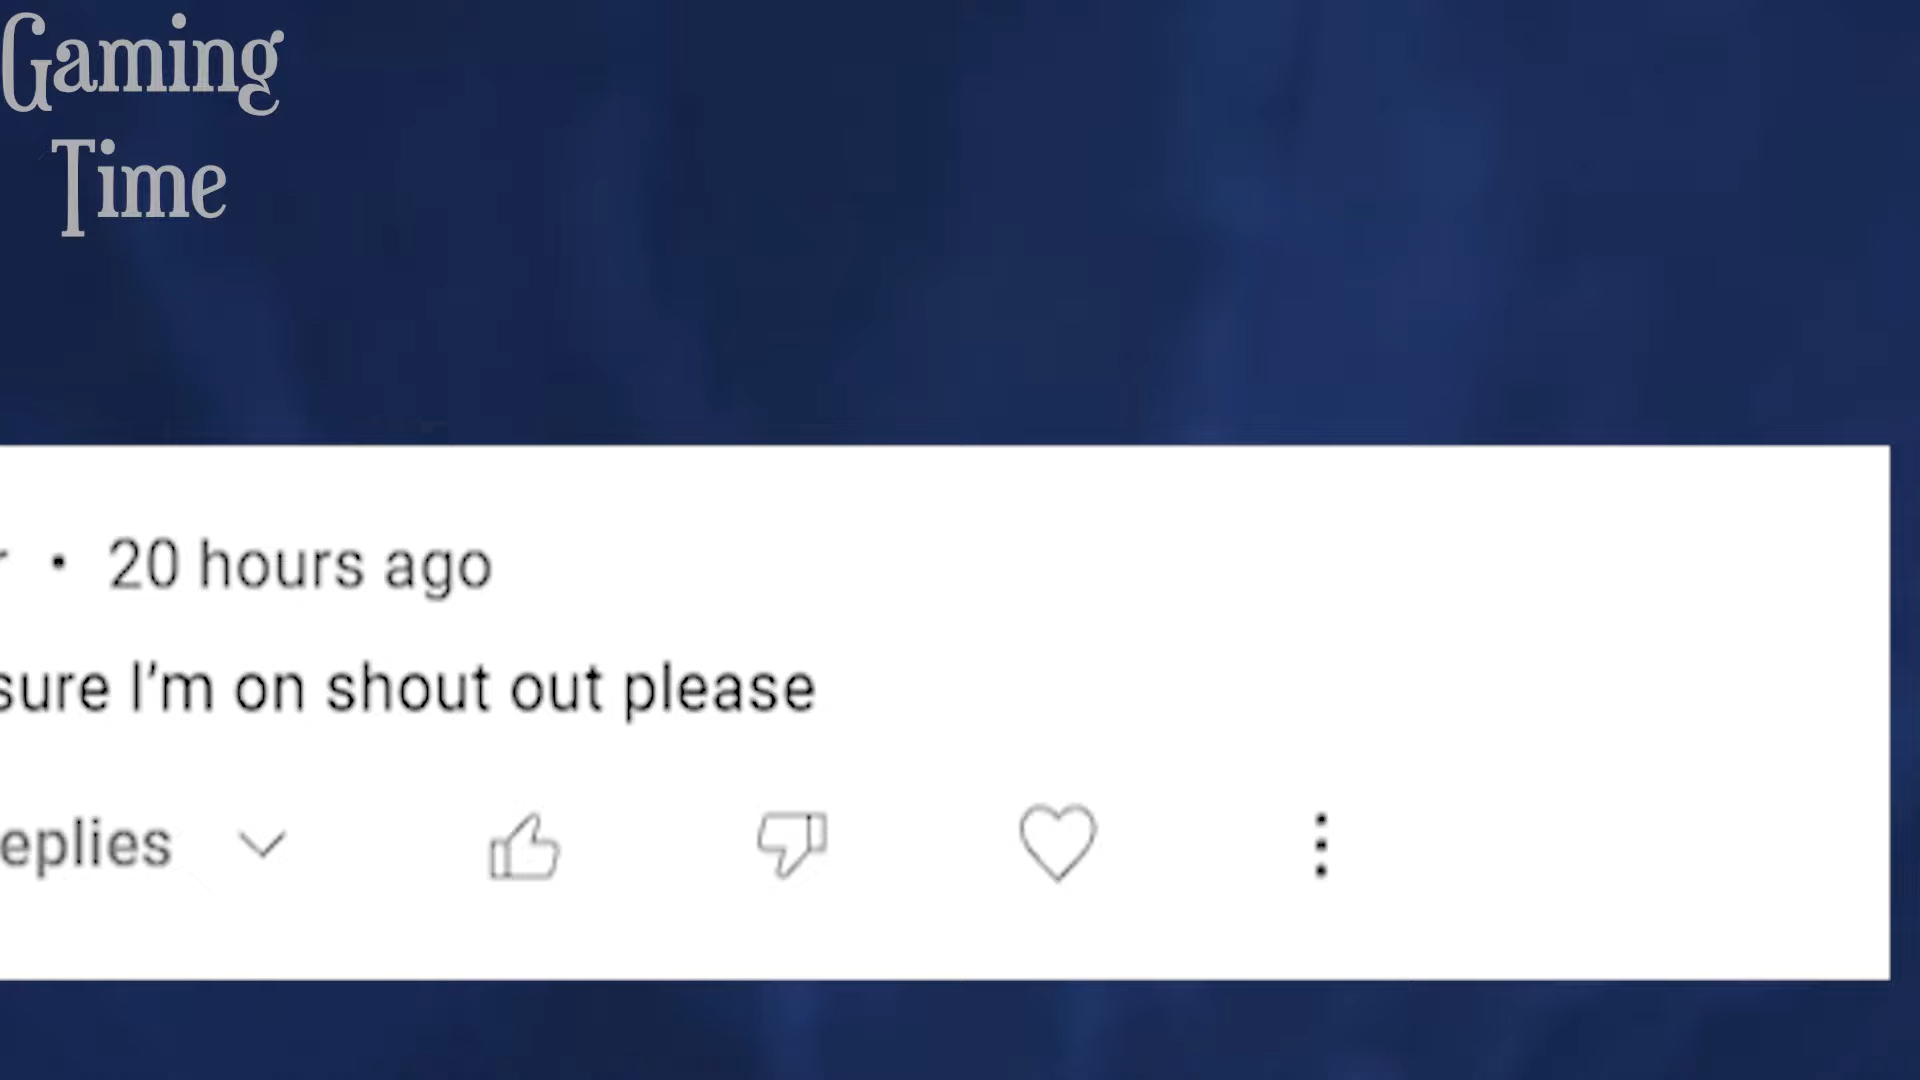 Gaming
Time
• 20 hours ago
sure I'm on shout out please
eplies